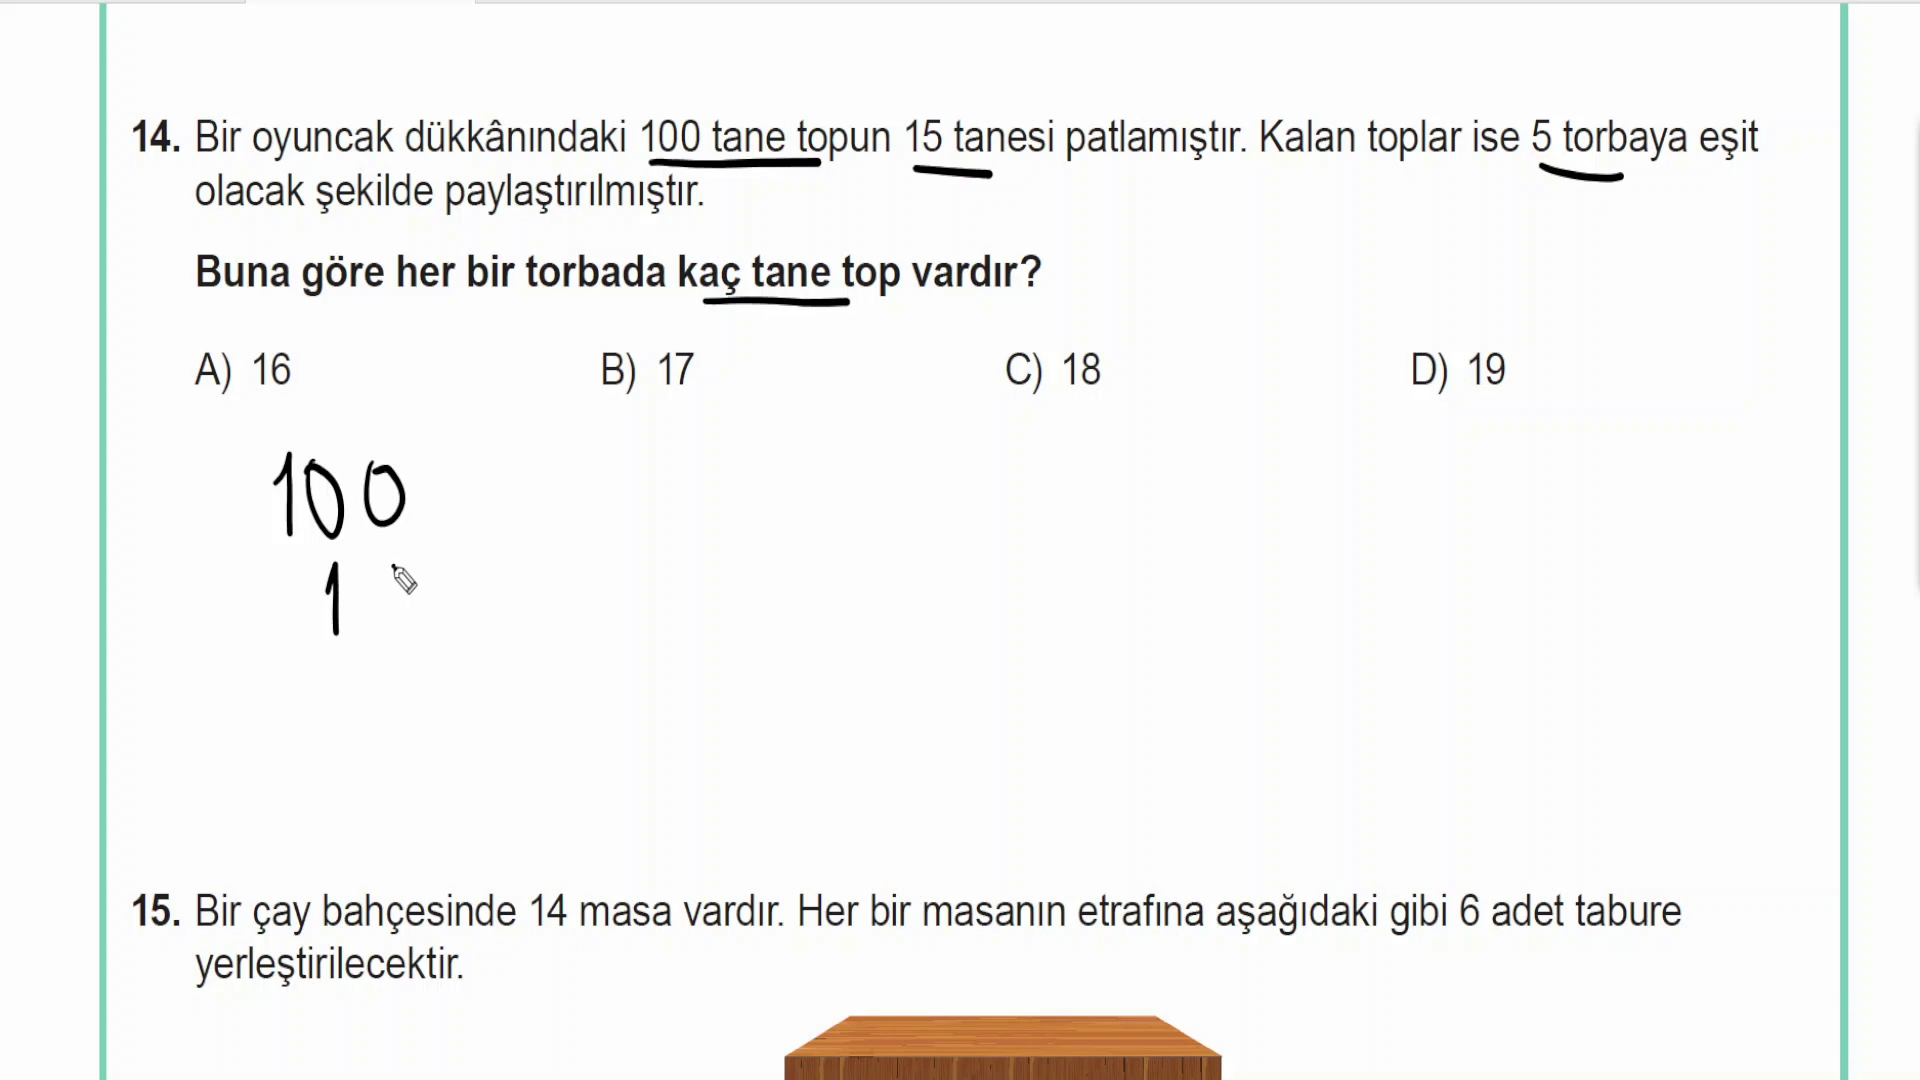 14. Bir oyuncak dükkânındaki 100 tane topun 15 tanesi patlamıştır. Kalan toplar ise 5 torbaya eşit
olacak şekilde paylaştırılmıştır.
Buna göre her bir torbada kaç tane top vardır?
A) 16 B) 17 C) 18 D) 19
100
1
15. Bir çay bahçesinde 14 masa vardır. Her bir masanın etrafına aşağıdaki gibi 6 adet tabure
yerleştirilecektir.